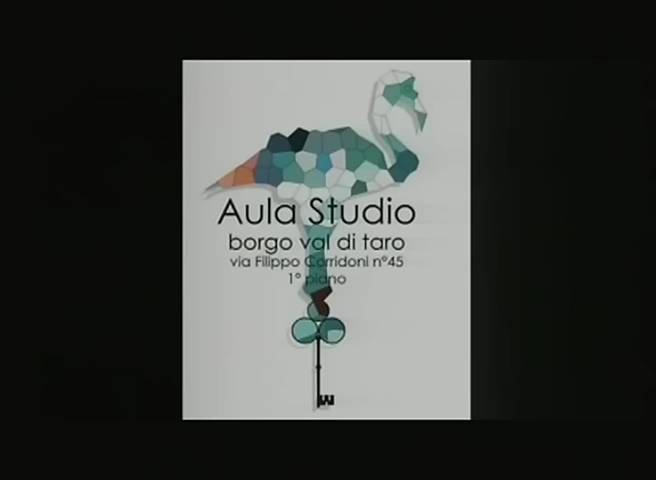 Aula Studio
borgo val di taro
via Filippo Corridoni n°45
1° piano